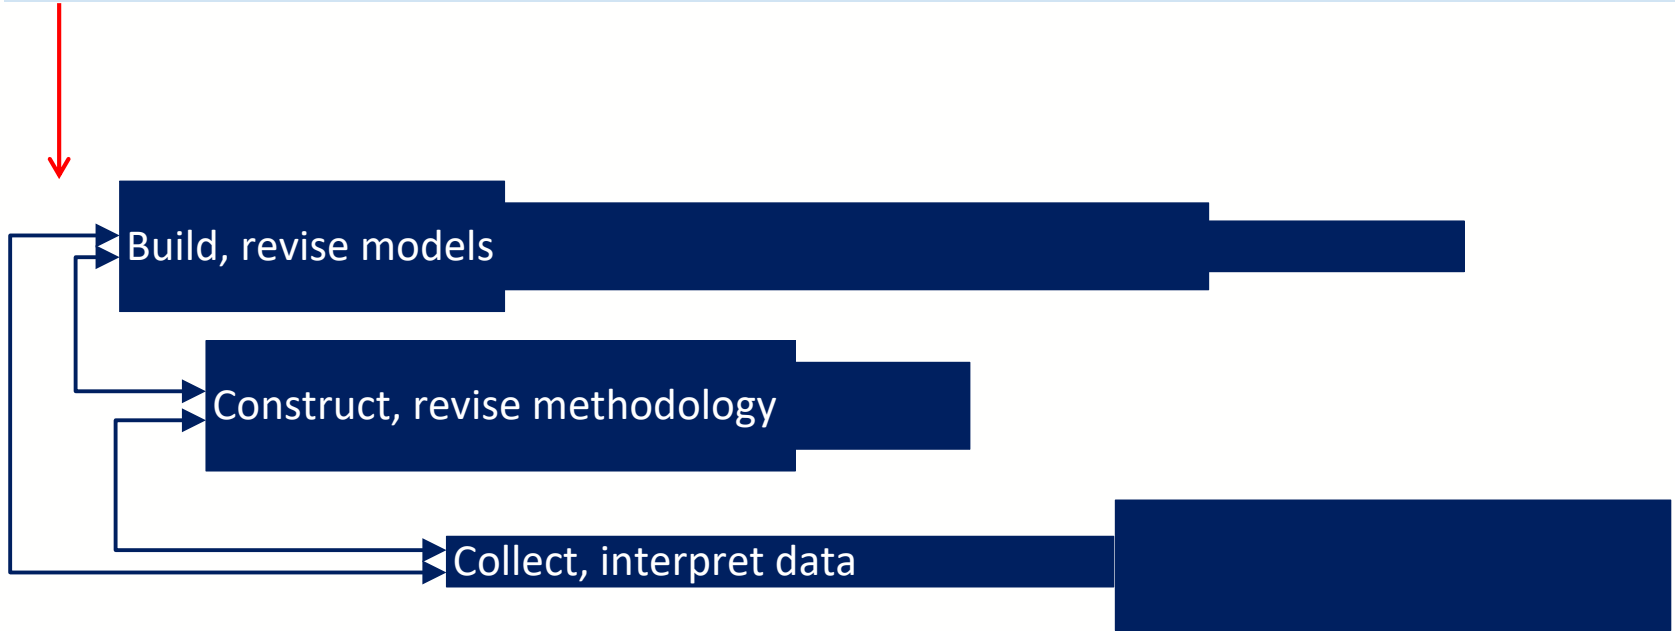 Build, revise models
Construct, revise methodology
Collect, interpret data